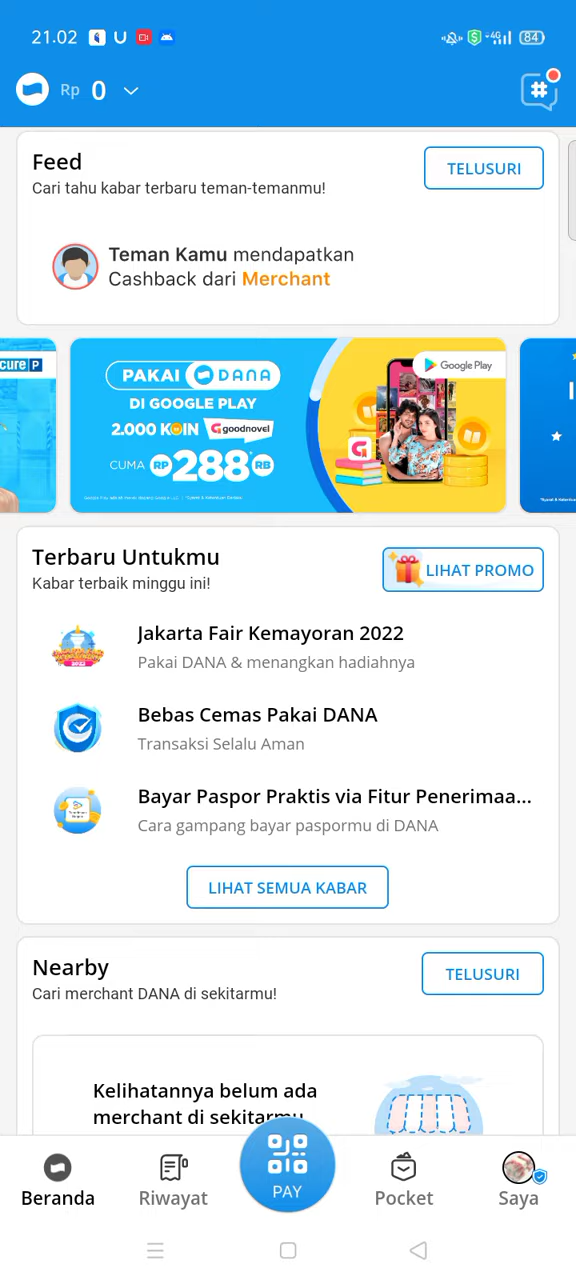 21.02
4G
84
Rp 0
#
Feed
TELUSURI
Cari tahu kabar terbaru teman-temanmu!
Teman Kamu mendapatkan
Cashback dari Merchant
cure P
PAKAI DANA
Google Play
DI GOOGLE PLAY
2.000 KOIN goodnovel
CUMA RP 288* RB
Terbaru Untukmu
LIHAT PROMO
Kabar terbaik minggu ini!
Jakarta Fair Kemayoran 2022
Pakai DANA & menangkan hadiahnya
Bebas Cemas Pakai DANA
Transaksi Selalu Aman
Bayar Paspor Praktis via Fitur Penerimaa...
Cara gampang bayar paspormu di DANA
LIHAT SEMUA KABAR
Nearby
TELUSURI
Cari merchant DANA di sekitarmu!
Kelihatannya belum ada
merchant di sekitarmu
PAY
Beranda
Riwayat
Pocket
Saya